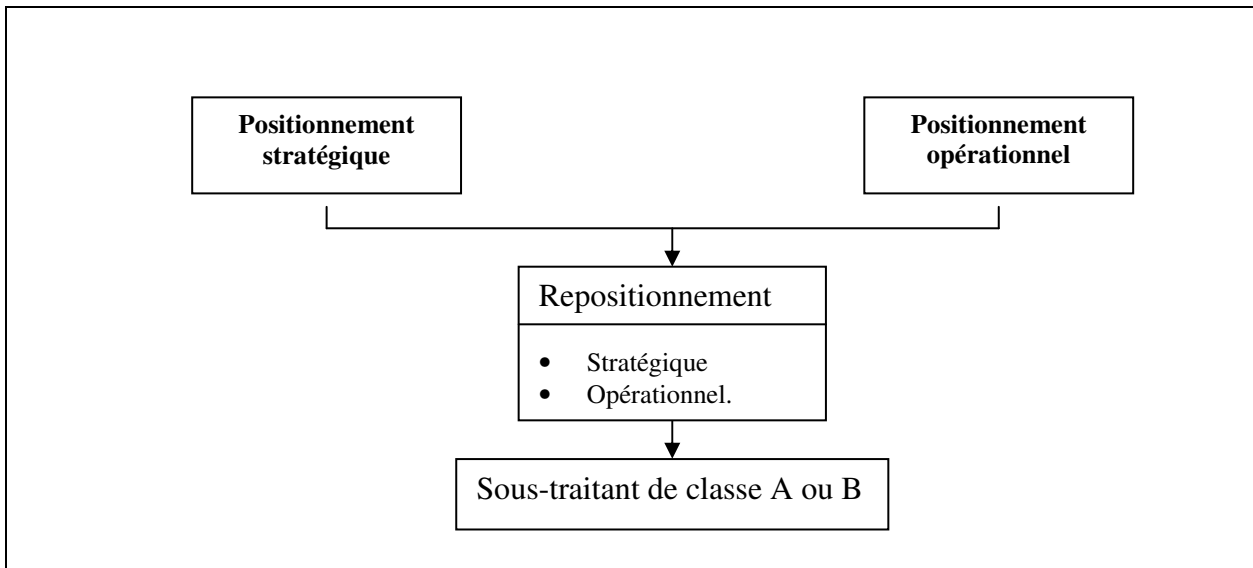 Positionnement
stratégique
Positionnement
opérationnel
Repositionnement
• Stratégique
• Opérationnel.
Sous-traitant de classe A ou B